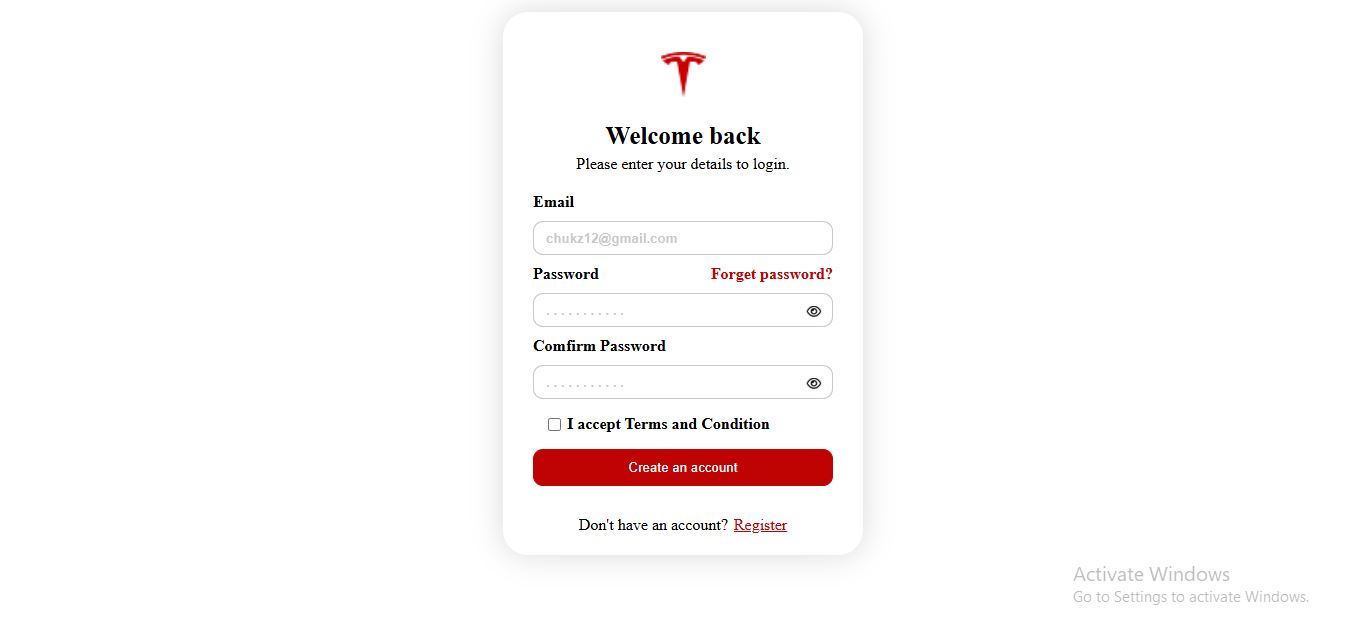 Welcome back
Please enter your details to login.
Email
chukz12@gmail.com
Password Forget password?
...........
Comfirm Password
...........
I accept Terms and Condition
Create an account
Don't have an account? Register
Activate Windows
Go to Settings to activate Windows.